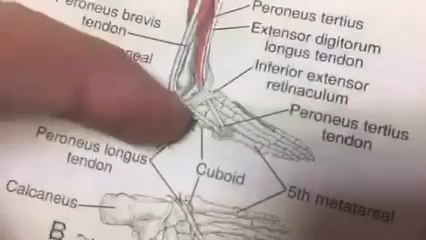 Peroneus tertius
Peroneus brevis
tendon
Extensor digitorum
longus tendon
Inferior extensor
retinaculum
Peroneus tertius
tendon
Peroneus longus
tendon
Cuboid
5th metatarsal
Calcaneus
B